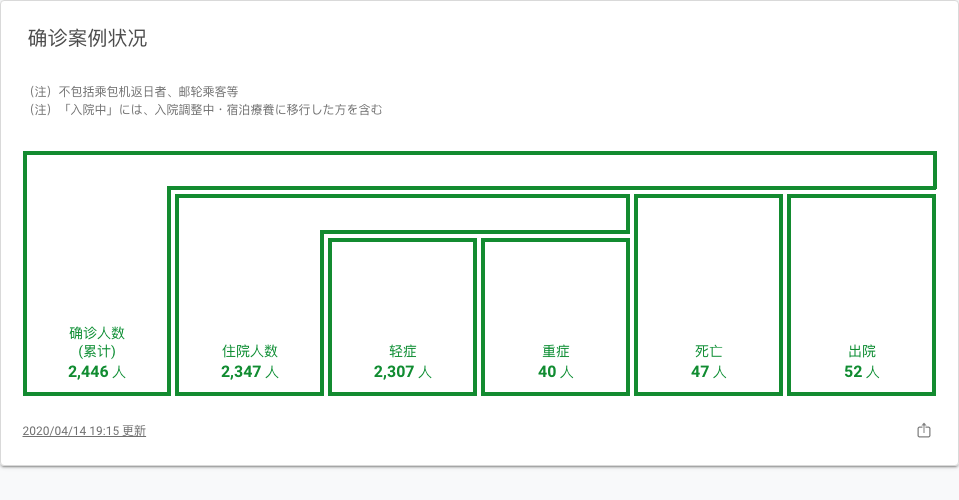 确诊案例状况
（注）不包括乘包机返日者、邮轮乘客等
（注）「入院中」には、入院調整中・宿泊療養に移行した方を含む
确诊人数
(累计)
2,446 人
住院人数
2,347 人
轻症
2,307 人
重症
40 人
死亡
47 人
出院
52 人
2020/04/14 19:15 更新